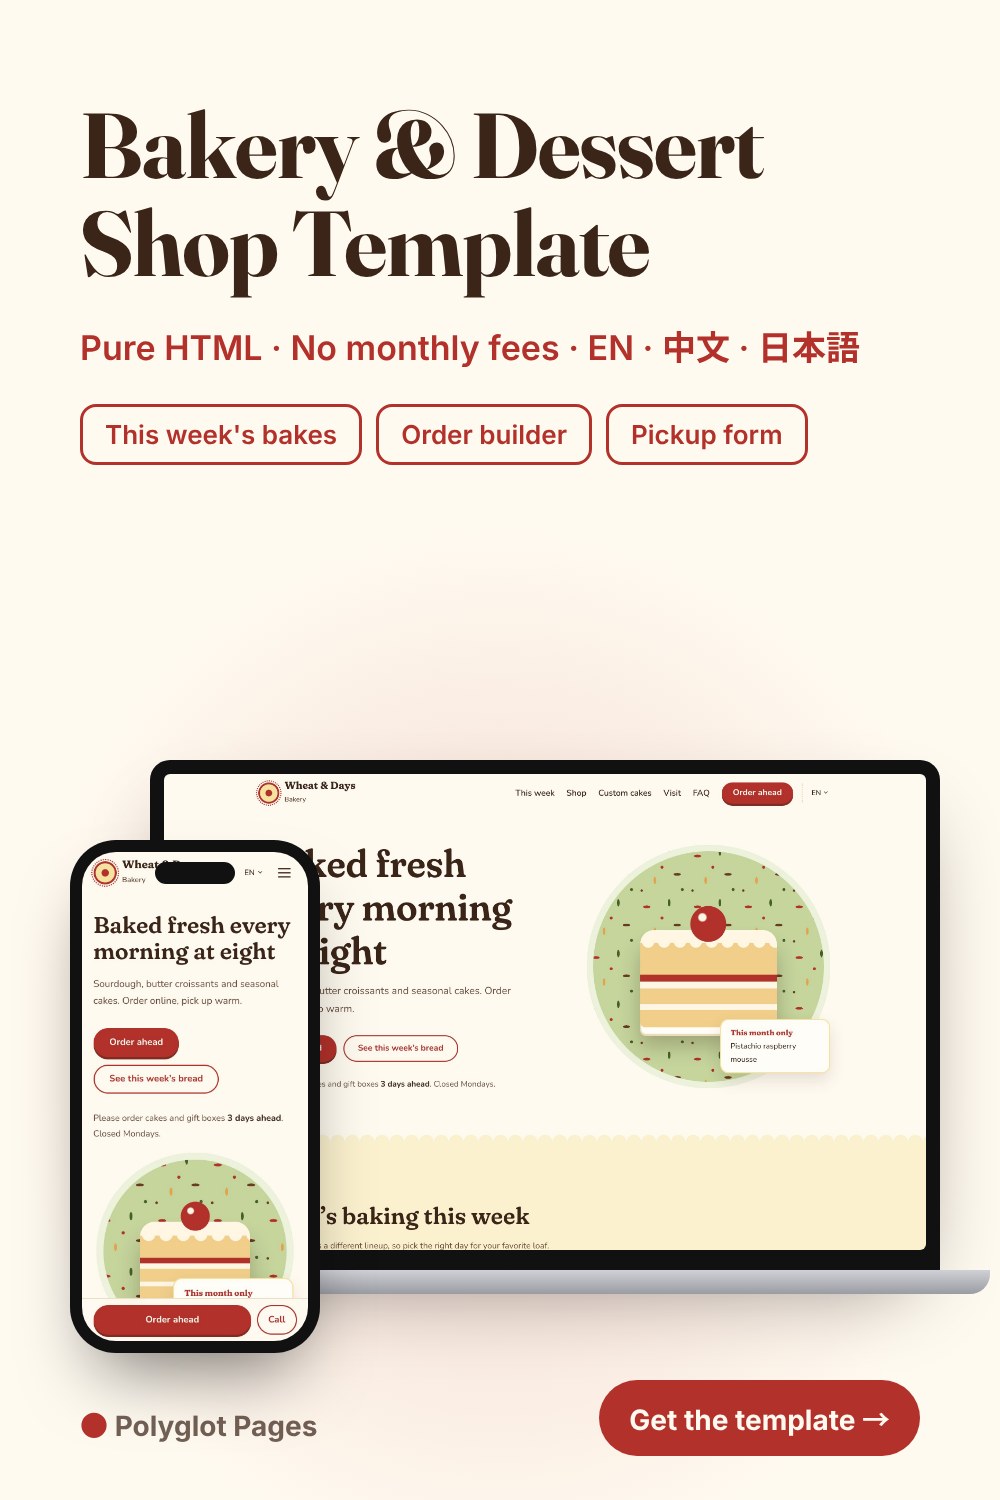 Bakery & Dessert
Shop Template
Pure HTML · No monthly fees · EN · 中文 · 日本語
This week's bakes
Order builder
Pickup form
Wheat & Days
Bakery
This week
Shop
Custom cakes
Visit
FAQ
Order ahead
EN
ked fresh
ry morning
ight
utter croissants and seasonal cakes. Order
warm.
See this week's bread
s and gift boxes 3 days ahead. Closed Mondays.
This month only
Pistachio raspberry
mousse
's baking this week
s a different lineup, so pick the right day for your favorite loaf.
Wheat
Bakery
EN
Baked fresh every
morning at eight
Sourdough, butter croissants and seasonal
cakes. Order online, pick up warm.
Order ahead
See this week's bread
Please order cakes and gift boxes 3 days ahead.
Closed Mondays.
This month only
Order ahead
Call
Polyglot Pages
Get the template →